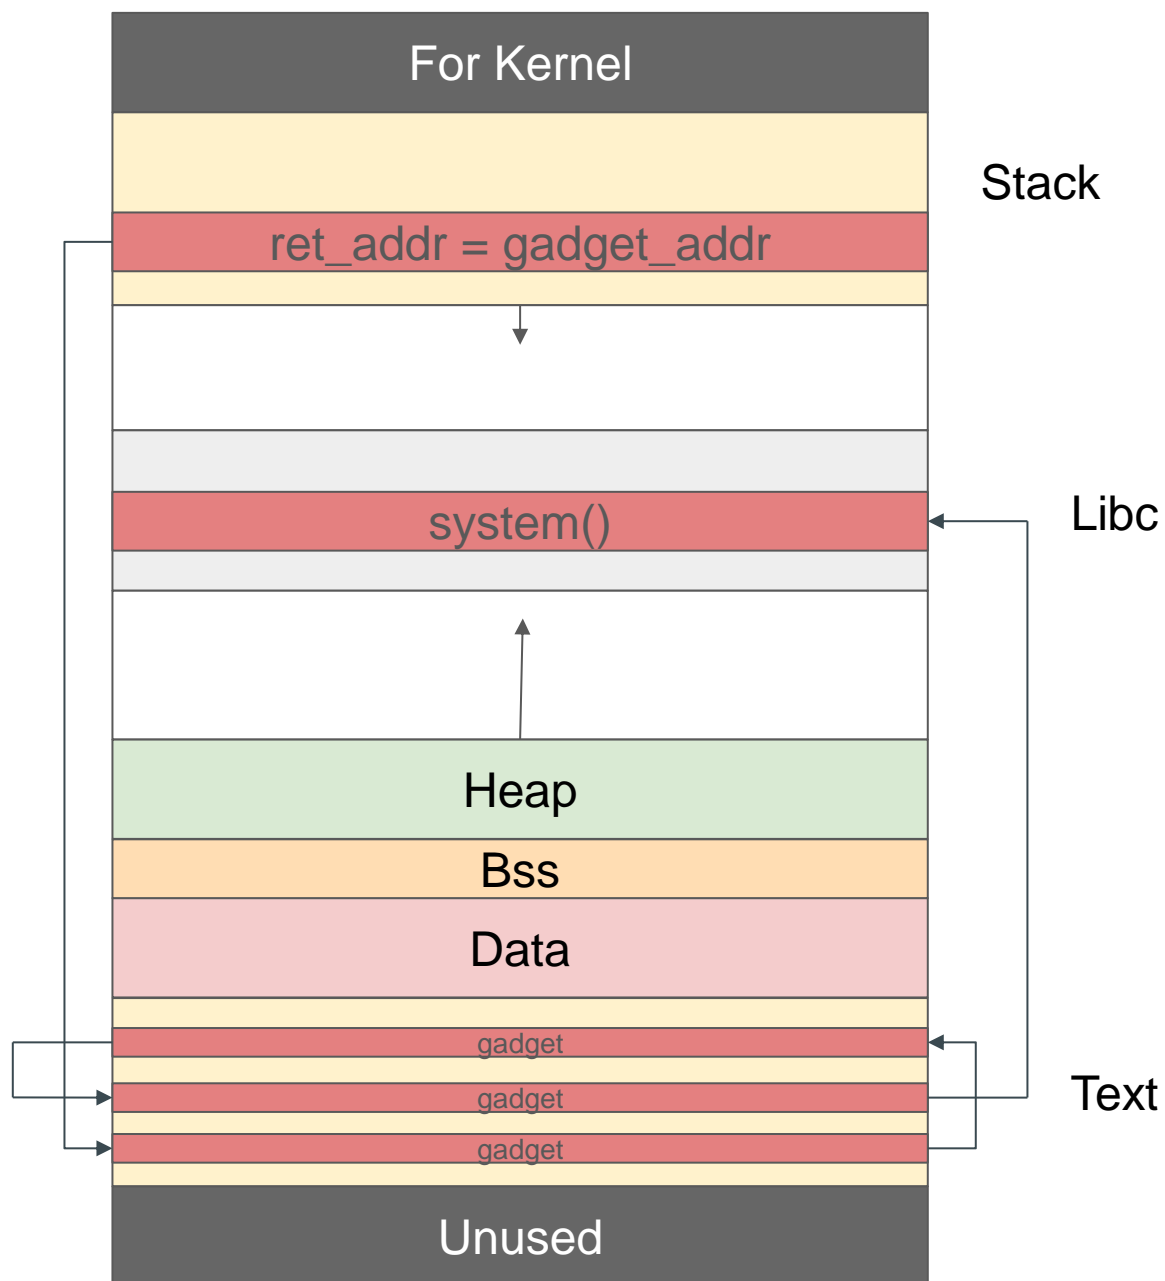 For Kernel
Stack
ret_addr = gadget_addr
system()
Libc
Heap
Bss
Data
gadget
gadget
Text
gadget
Unused